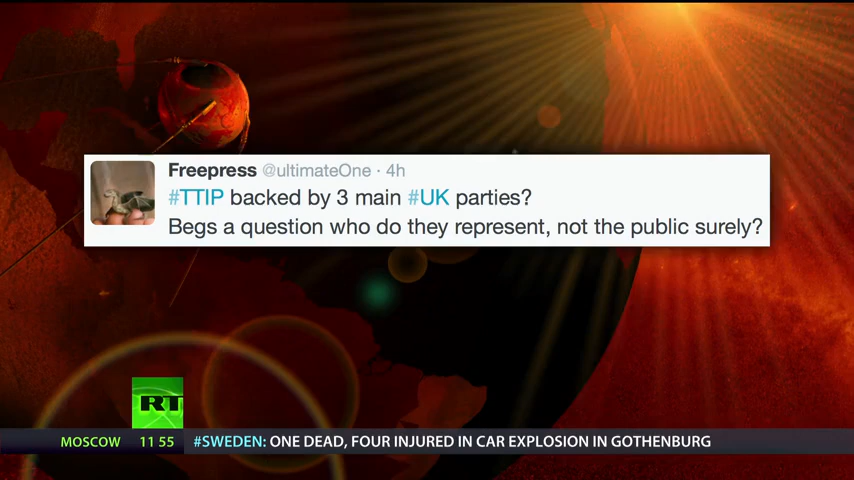 Freepress @ultimateOne · 4h
#TTIP backed by 3 main #UK parties?
Begs a question who do they represent, not the public surely?
RT
MOSCOW 11 55 #SWEDEN: ONE DEAD, FOUR INJURED IN CAR EXPLOSION IN GOTHENBURG